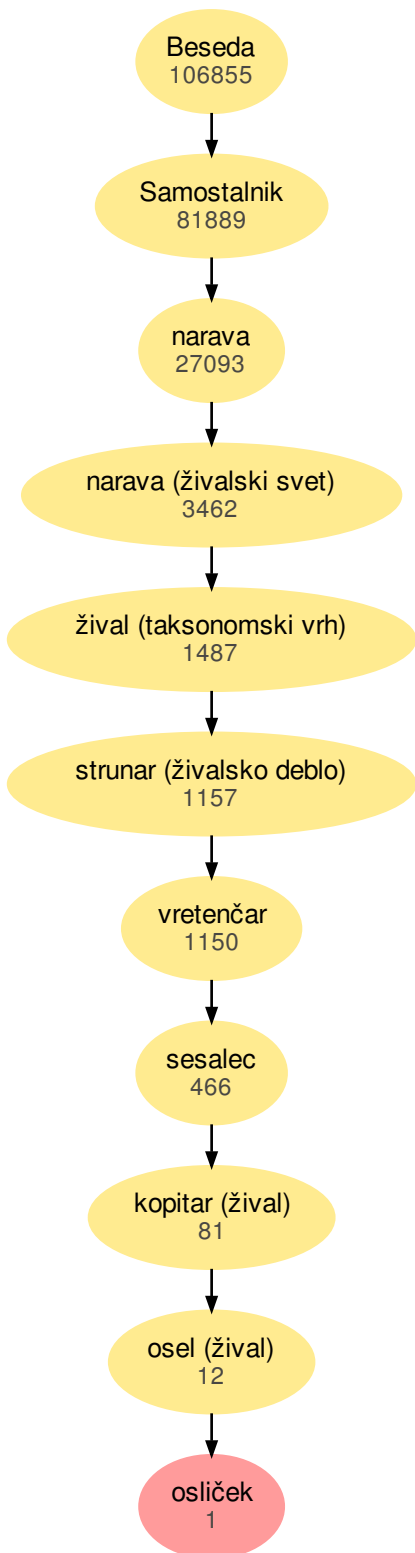 Beseda
106855
Samostalnik
81889
narava
27093
narava (živalski svet)
3462
žival (taksonomski vrh)
1487
strunar (živalsko deblo)
1157
vretenčar
1150
sesalec
466
kopitar (žival)
81
osel (žival)
12
osliček
1